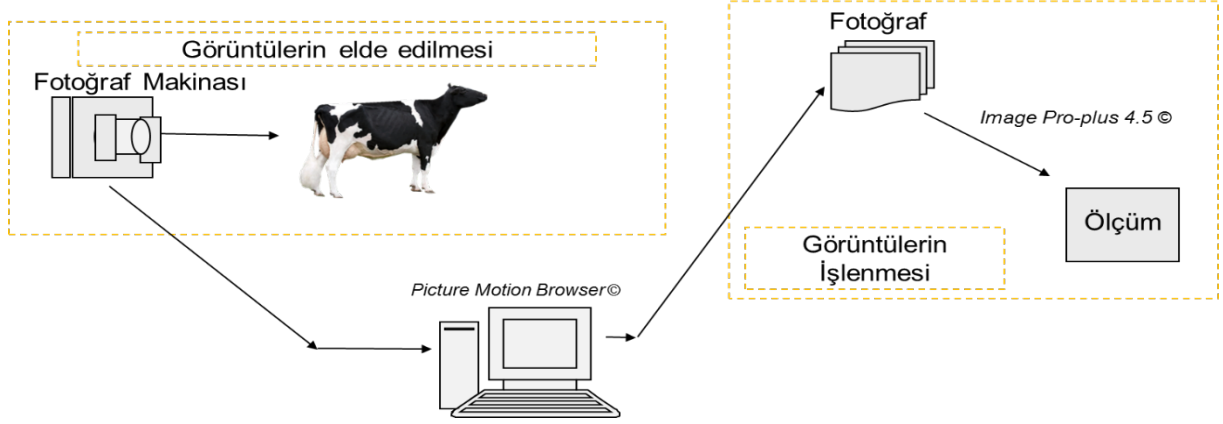 Görüntülerin elde edilmesi
Fotoğraf Makinası
Picture Motion Browser©
Fotoğraf
Image Pro-plus 4.5 ©
Ölçüm
Görüntülerin
İşlenmesi